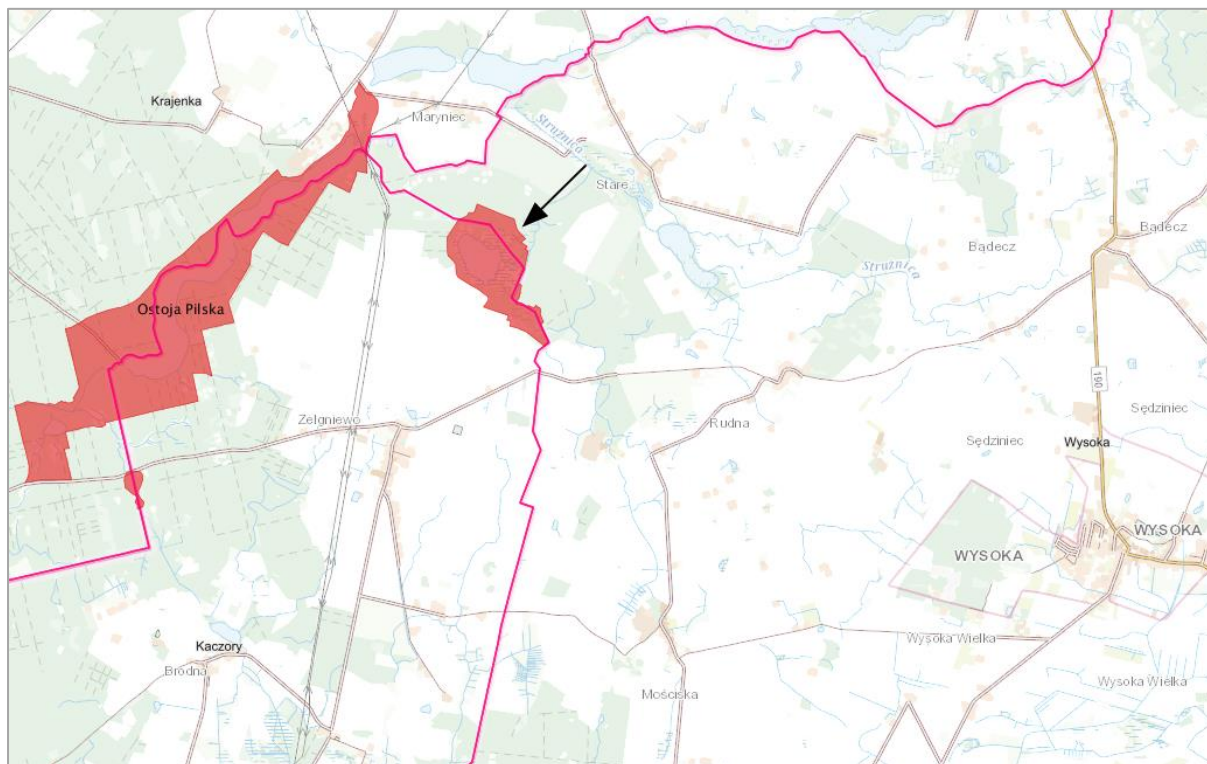 Krajenka
Maryniec
Strużnica
Stare
Bądecz
Bądecz
Strużnica
Ostoja Pilska
190
Zelgniewo
Rudna
Sędziniec
Sędziniec
Wysoka
WYSOKA
WYSOKA
Kaczory
Brodna
Wysoka Wielka
Wysoka Wielka
Mościska